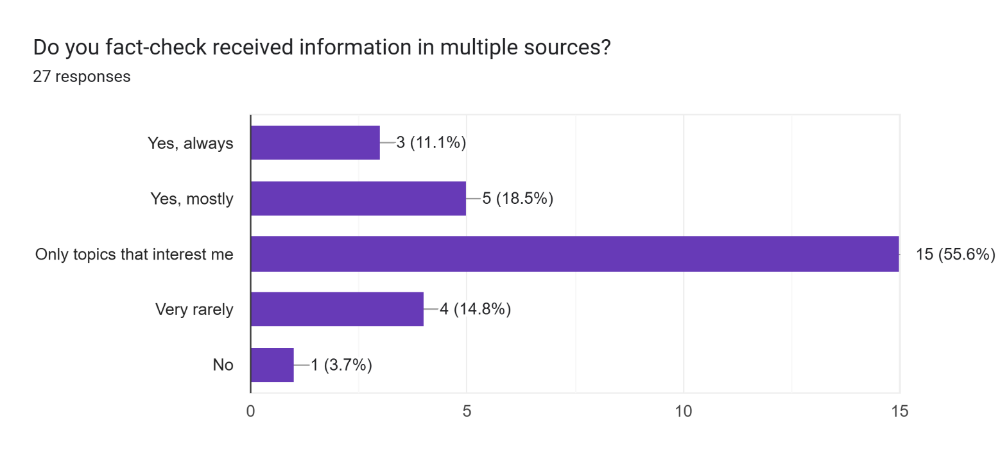 Do you fact-check received information in multiple sources?
27 responses
Yes, always
3 (11.1%)
Yes, mostly
5 (18.5%)
Only topics that interest me
15 (55.6%)
Very rarely
4 (14.8%)
No
1 (3.7%)
0 5 10 15